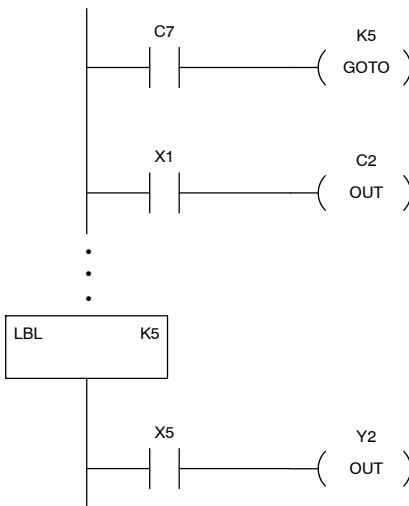 C7 K5
GOTO
X1 C2
OUT
LBL K5
X5 Y2
OUT